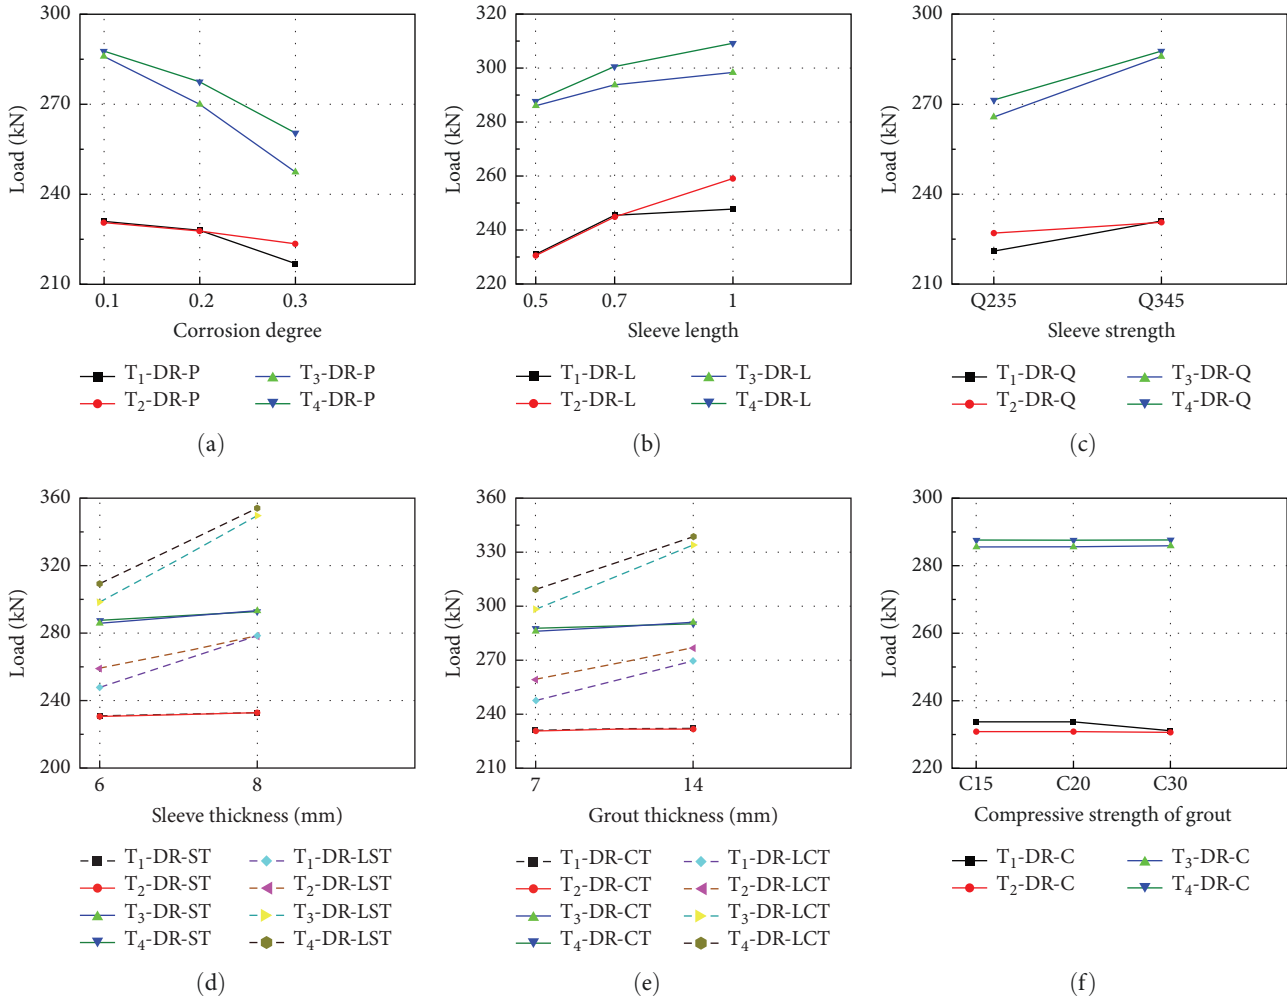 300
270
240
210
Load (kN)
0.1 0.2 0.3
Corrosion degree
T1-DR-P T3-DR-P
T2-DR-P T4-DR-P
(a)
320
300
280
260
240
220
Load (kN)
0.5 0.7 1
Sleeve length
T1-DR-L T3-DR-L
T2-DR-L T4-DR-L
(b)
300
270
230
210
Load (kN)
Q235 Q345
Sleeve strength
T1-DR-Q T3-DR-Q
T2-DR-Q T4-DR-Q
(c)
360
320
280
240
200
Load (kN)
6 8
Sleeve thickness (mm)
T1-DR-ST T1-DR-LST
T2-DR-ST T2-DR-LST
T3-DR-ST T3-DR-LST
T4-DR-ST T4-DR-LST
(d)
360
330
300
270
240
210
Load (kN)
7 14
Grout thickness (mm)
T1-DR-CT T1-DR-LCT
T2-DR-CT T2-DR-LCT
T3-DR-CT T3-DR-LCT
T4-DR-CT T4-DR-LCT
(e)
300
280
260
230
220
Load (kN)
C15 C20 C30
Compressive strength of grout
T1-DR-C T3-DR-C
T2-DR-C T4-DR-C
(f)